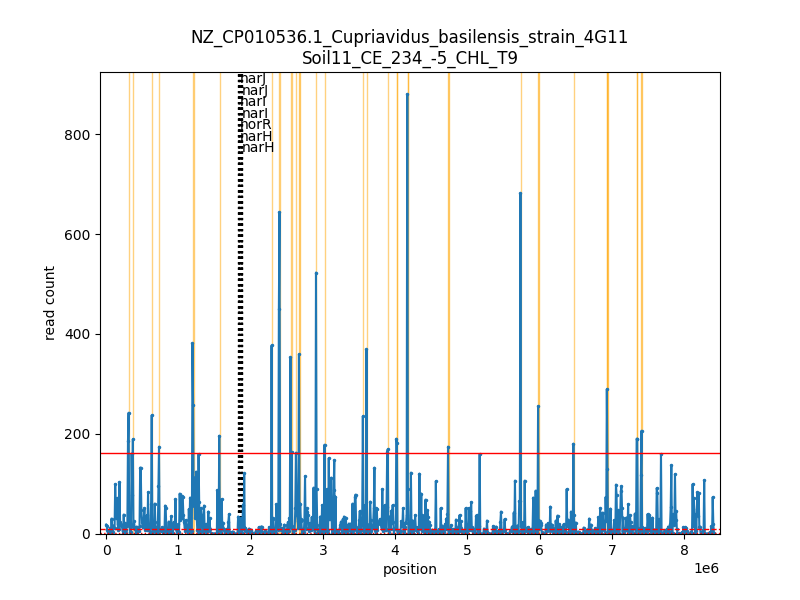 NZ_CP010536.1_Cupriavidus_basilensis_strain_4G11
Soil11_CE_234_-5_CHL_T9
narJ
narJ
narI
narI
norR
narH
narH
800
600
400
200
0
read count
0 1 2 3 4 5 6 7 8
1e6
position